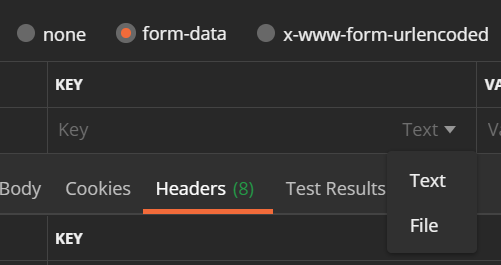 none form-data x-www-form-urlencoded
KEY VA
Key Text Va
Text
File
Body Cookies Headers (8) Test Results
KEY